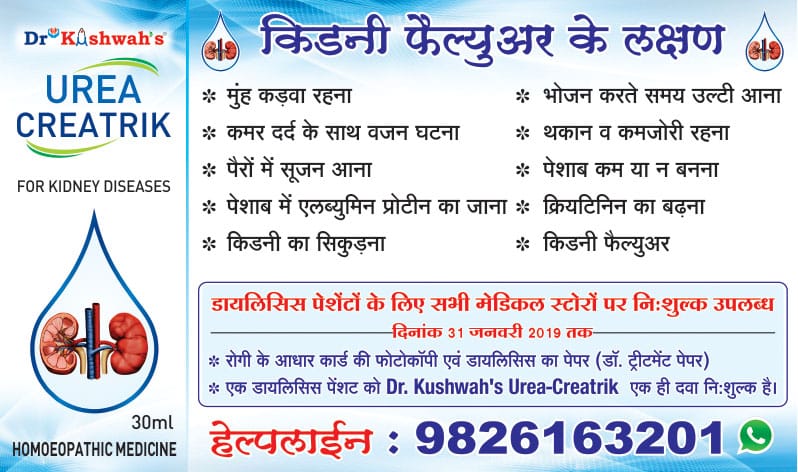 Dr Kushwah's®
UREA
CREATRIK
FOR KIDNEY DISEASES
30ml
HOMOEOPATHIC MEDICINE
किडनी फैल्युअर के लक्षण
* मुंह कड़वा रहना
* कमर दर्द के साथ वजन घटना
* पैरों में सूजन आना
* पेशाब में एलब्युमिन प्रोटीन का जाना
* किडनी का सिकुड़ना
* भोजन करते समय उल्टी आना
* थकान व कमजोरी रहना
* पेशाब कम या न बनना
* क्रियटिनिन का बढ़ना
* किडनी फैल्युअर
डायलिसिस पेशेंटों के लिए सभी मेडिकल स्टोरों पर नि:शुल्क उपलब्ध
दिनांक 31 जनवरी 2019 तक
* रोगी के आधार कार्ड की फोटोकॉपी एवं डायलिसिस का पेपर (डॉ. ट्रीटमेंट पेपर)
* एक डायलिसिस पेंशट को Dr. Kushwah's Urea-Creatrik एक ही दवा नि:शुल्क है।
हेल्पलाईन : 9826163201